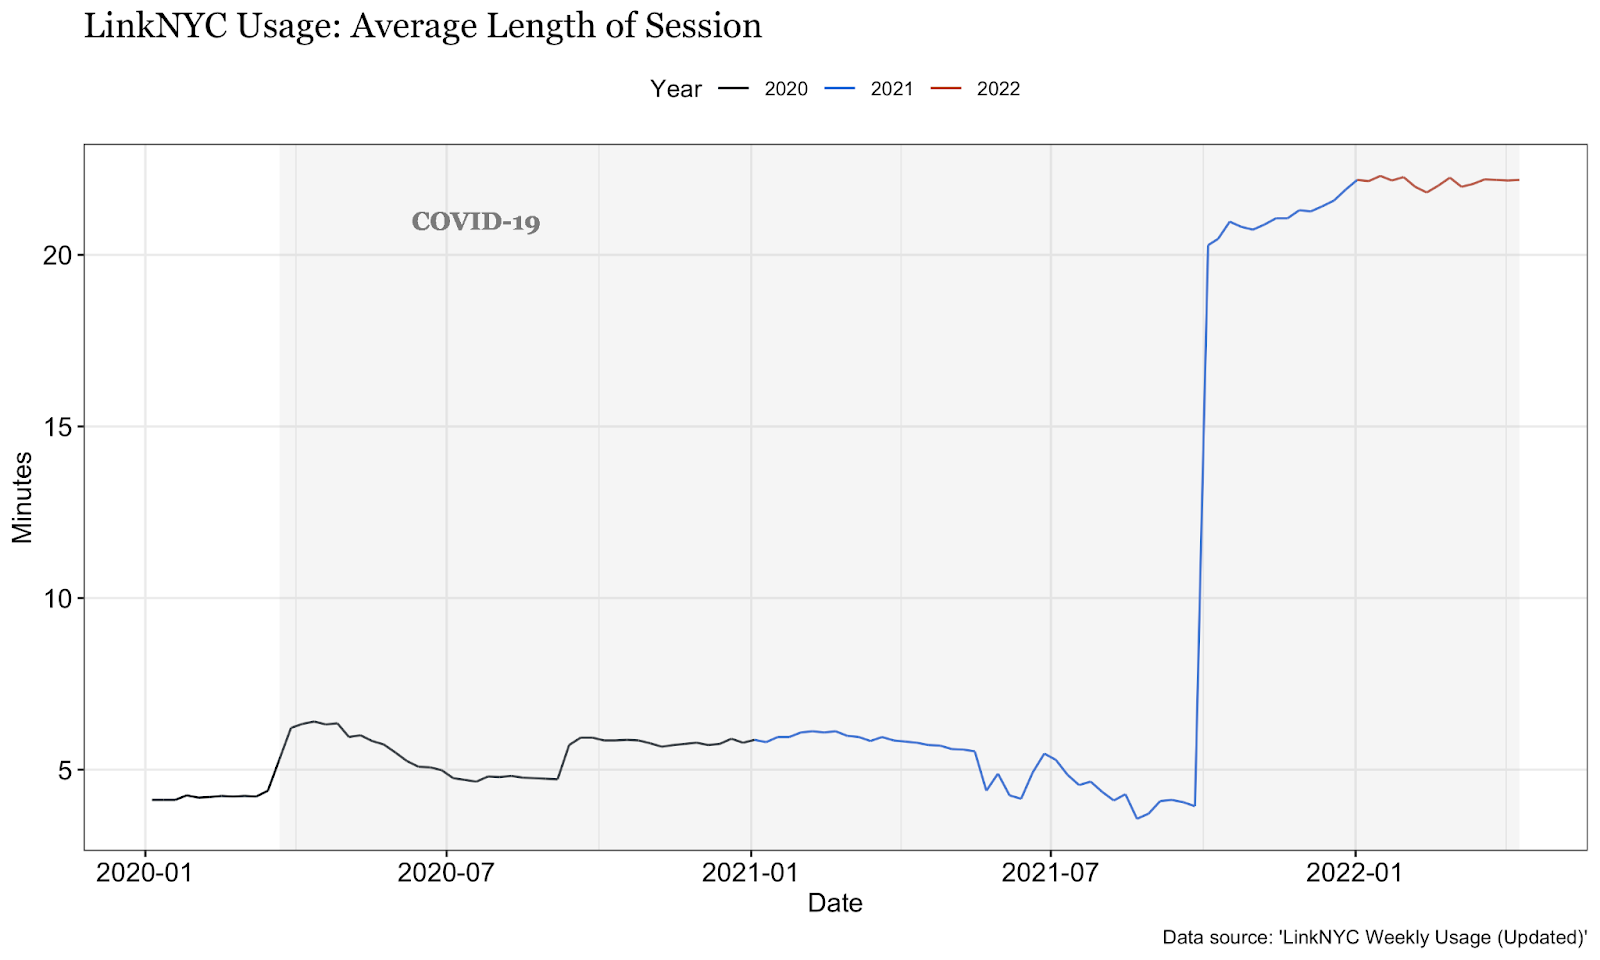 LinkNYC Usage: Average Length of Session
Year 2020 2021 2022
COVID-19
20
15
10
5
Minutes
2020-01 2020-07 2021-01 2021-07 2022-01
Date
Data source: 'LinkNYC Weekly Usage (Updated)'